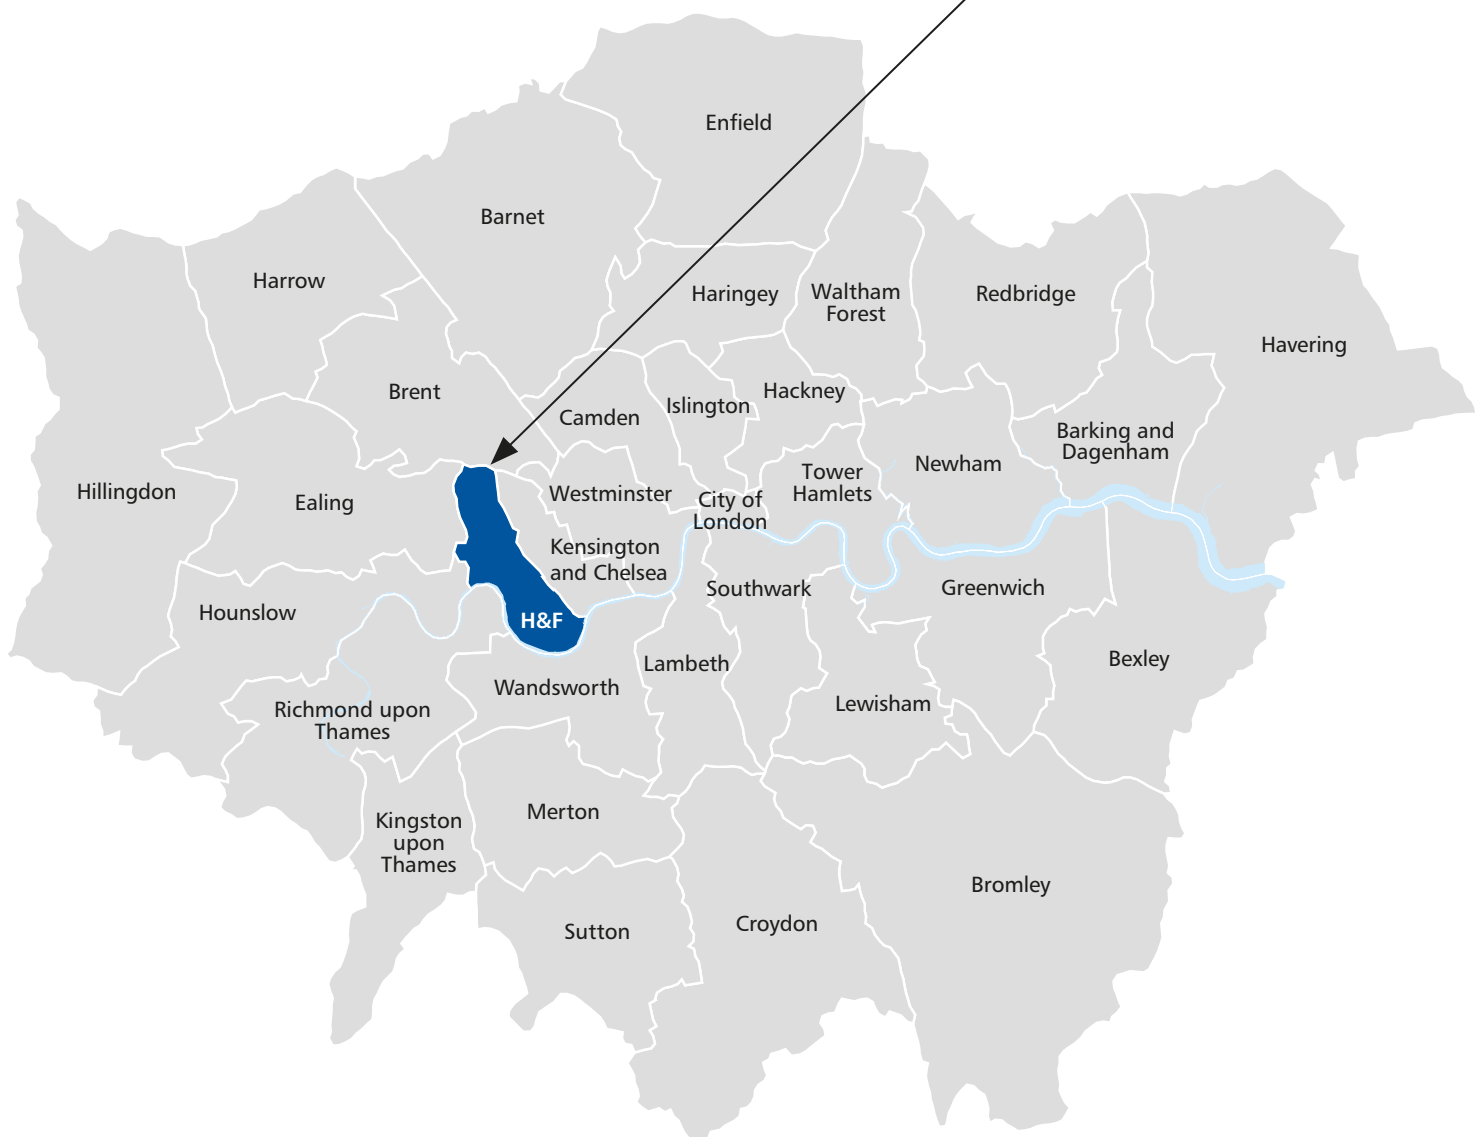 Enfield
Barnet
Harrow
Haringey
Waltham
Forest
Redbridge
Havering
Brent
Camden
Islington
Hackney
Barking and
Dagenham
Hillingdon
Ealing
Westminster
City of
London
Tower
Hamlets
Newham
Kensington
and Chelsea
Southwark
Greenwich
Hounslow
H&F
Lambeth
Bexley
Wandsworth
Richmond upon
Thames
Lewisham
Merton
Kingston
upon
Thames
Bromley
Sutton
Croydon